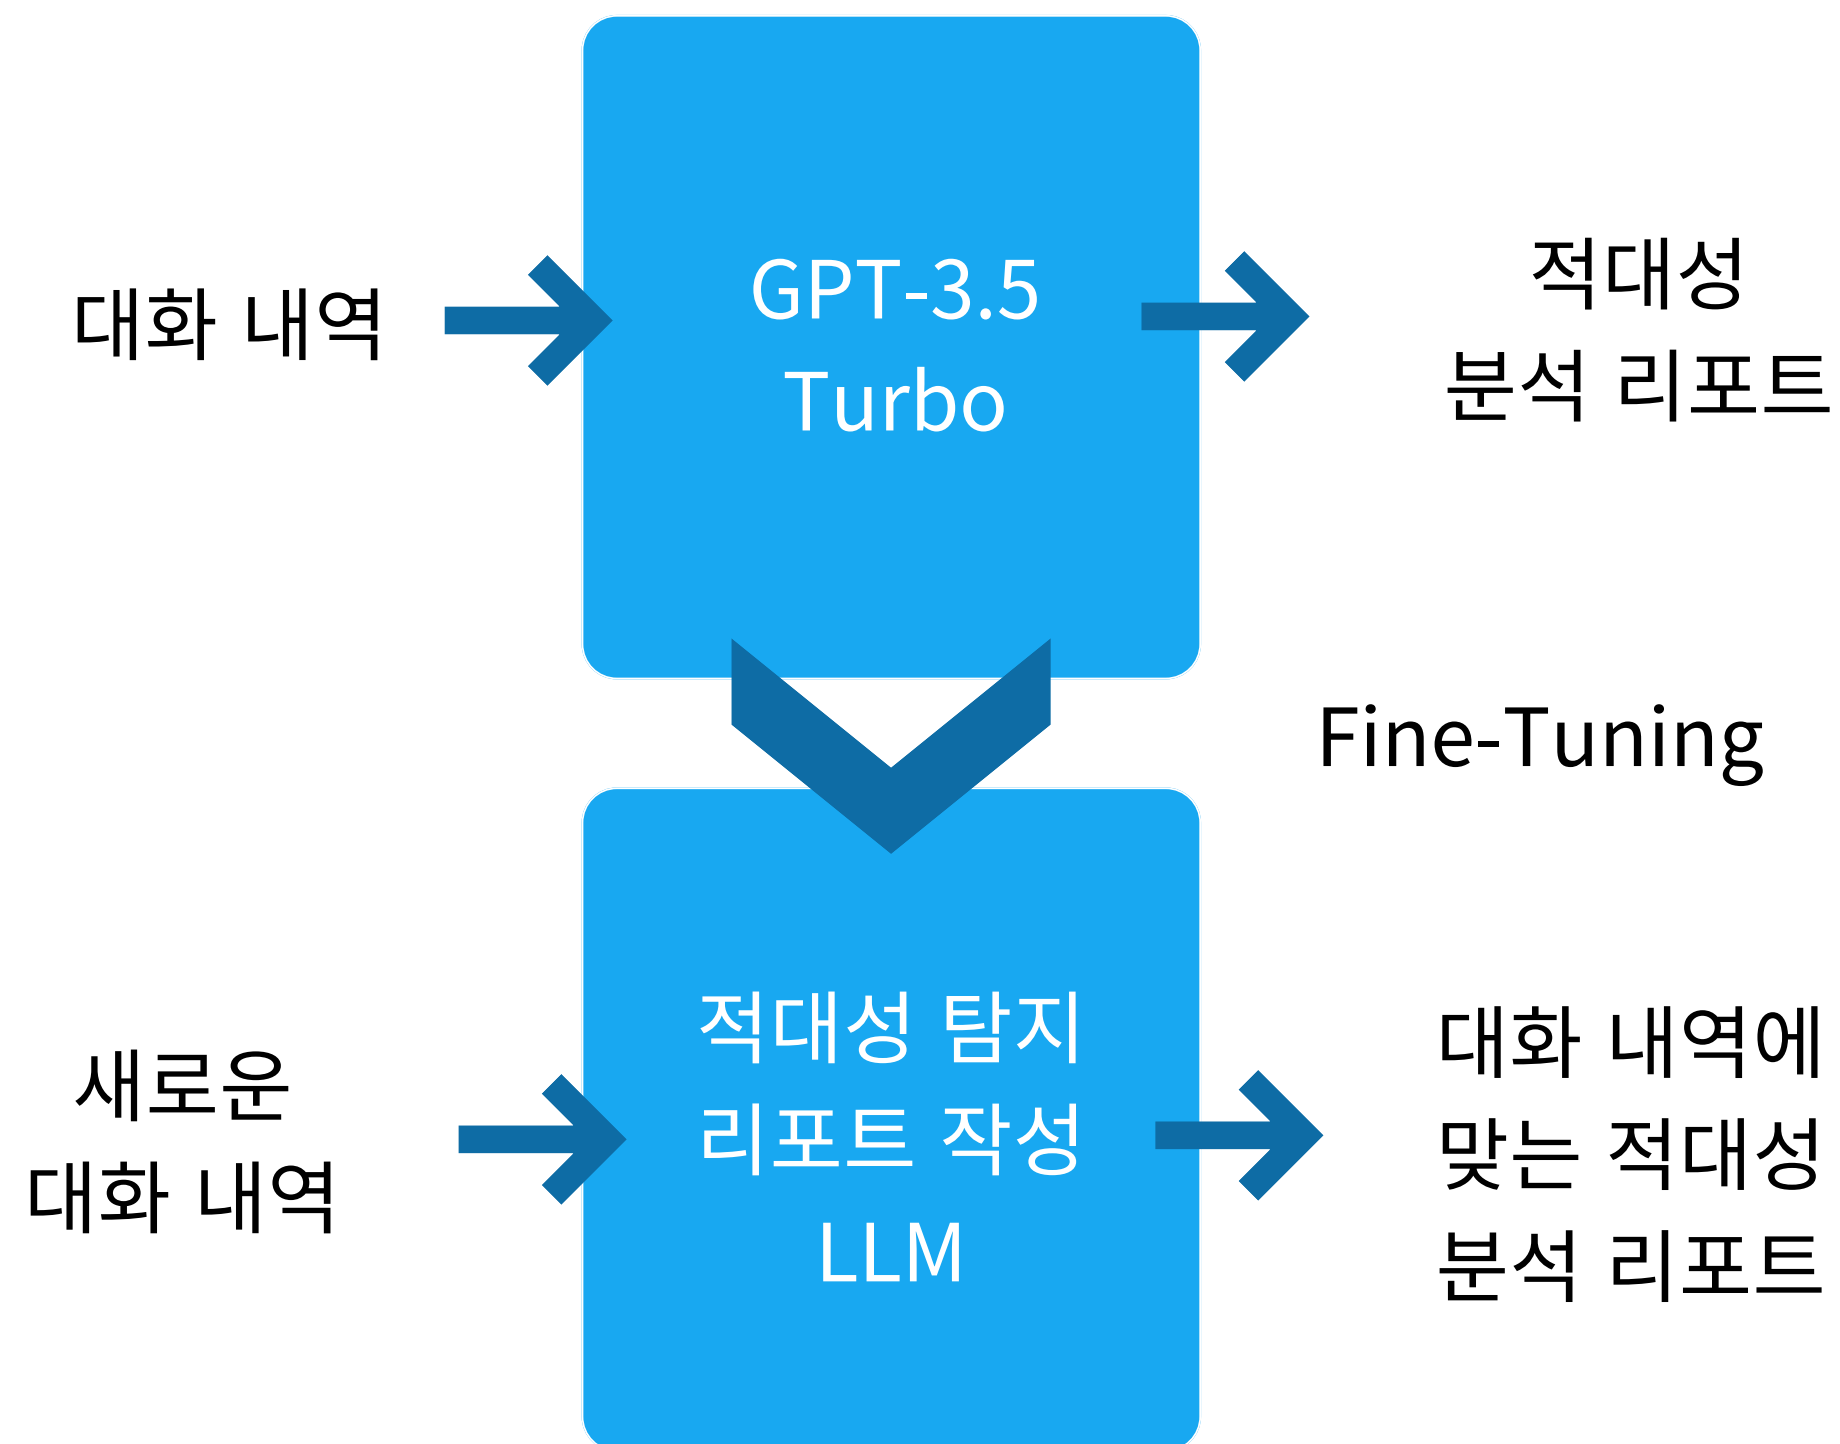 대화 내역
GPT-3.5
Turbo
적대성
분석 리포트
Fine-Tuning
새로운
대화 내역
적대성 탐지
리포트 작성
LLM
대화 내역에
맞는 적대성
분석 리포트